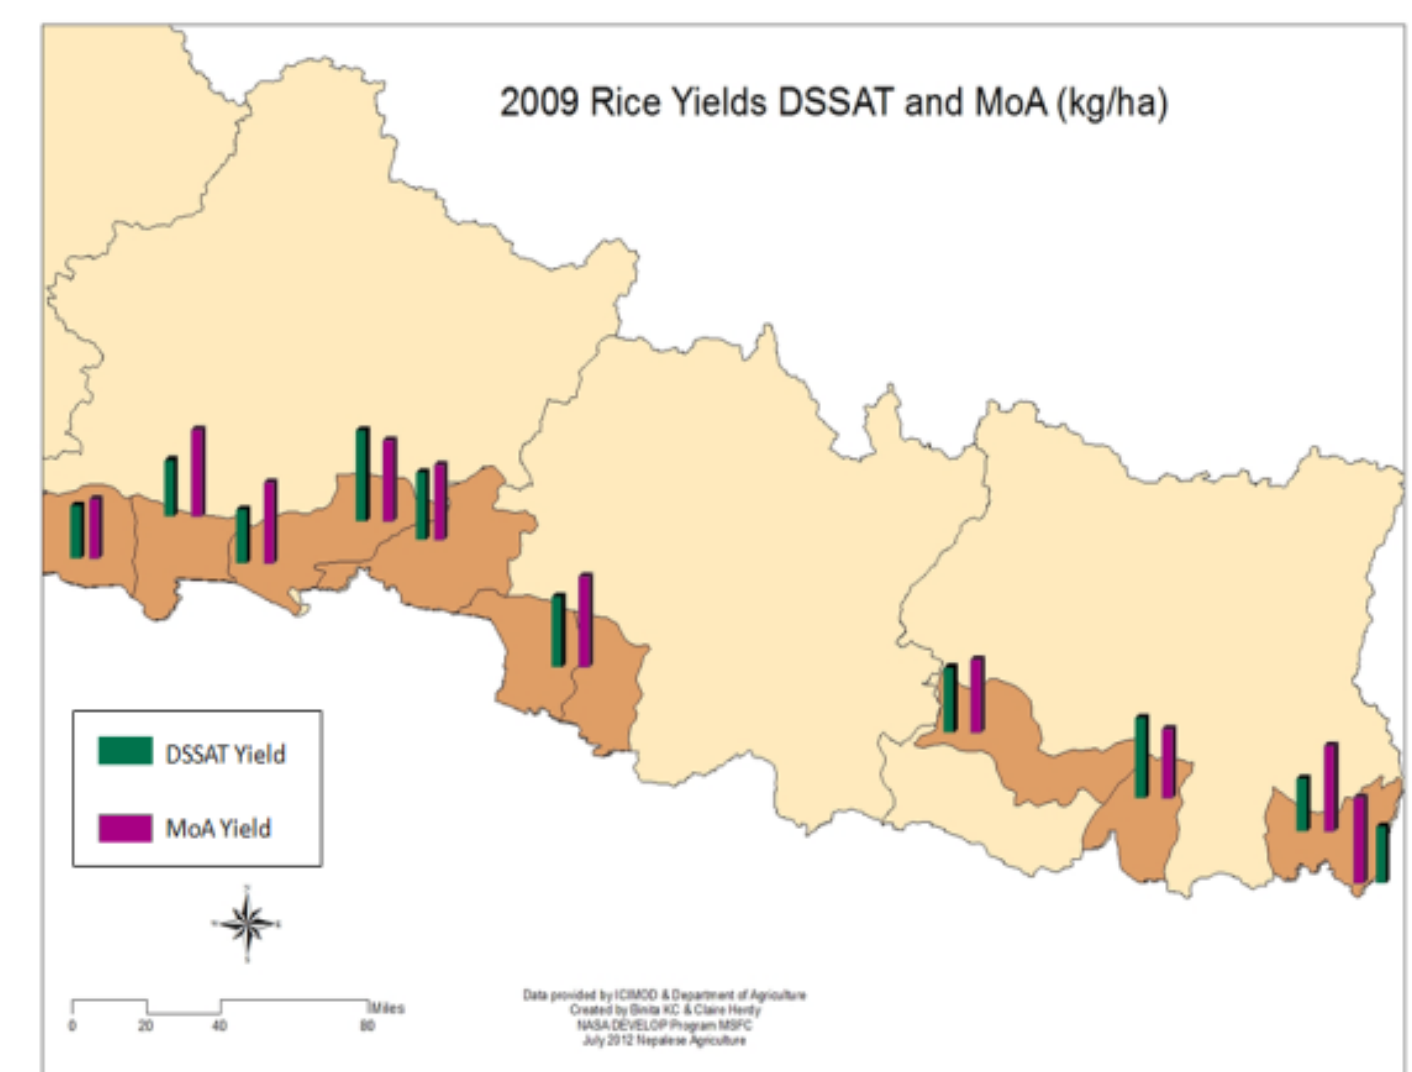 2009 Rice Yields DSSAT and MoA (kg/ha)
DSSAT Yield
MoA Yield
Miles
0 20 40 80
Data provided by ICIMOD & Department of Agriculture
Created by Binita KC & Claire Herdy
NASA DEVELOP Program MSFC
July 2012 Nepalese Agriculture